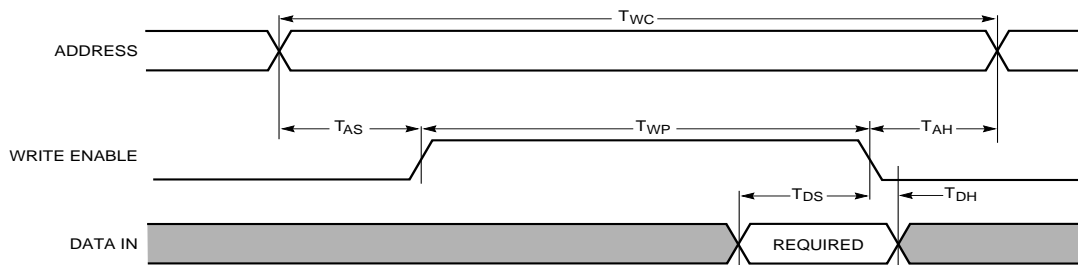 TWC
ADDRESS
TAS
TWP
TAH
WRITE ENABLE
TDS
TDH
DATA IN
REQUIRED